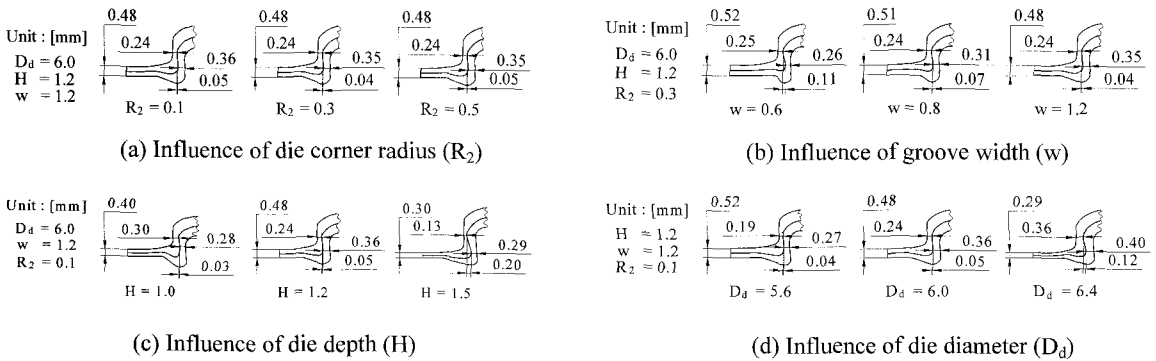 Unit : [mm]
D_d = 6.0
H = 1.2
w = 1.2
0.48
0.24
0.36
0.05
R_2 = 0.1
0.48
0.24
0.35
0.04
R_2 = 0.3
0.48
0.24
0.35
0.05
R_2 = 0.5
(a) Influence of die corner radius (R_2)
Unit : [mm]
D_d = 6.0
H = 1.2
R_2 = 0.3
0.52
0.25
0.26
0.11
w = 0.6
0.51
0.24
0.31
0.07
w = 0.8
0.48
0.24
0.35
0.04
w = 1.2
(b) Influence of groove width (w)
Unit : [mm]
D_d = 6.0
w = 1.2
R_2 = 0.1
0.40
0.30
0.28
0.03
H = 1.0
0.48
0.24
0.36
0.05
H = 1.2
0.30
0.13
0.29
0.20
H = 1.5
(c) Influence of die depth (H)
Unit : [mm]
H = 1.2
w = 1.2
R_2 = 0.1
0.52
0.19
0.27
0.04
D_d = 5.6
0.48
0.24
0.36
0.05
D_d = 6.0
0.29
0.36
0.40
0.12
D_d = 6.4
(d) Influence of die diameter (D_d)